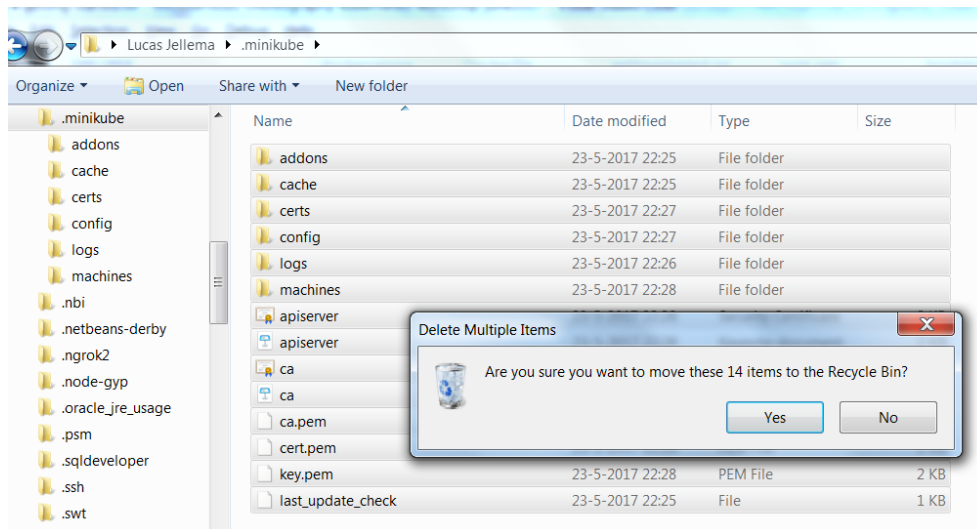 Lucas Jellema .minikube
Organize Open Share with New folder
.minikube
addons
cache
certs
config
logs
machines
.nbi
.netbeans-derby
.ngrok2
.node-gyp
.oracle_jre_usage
.psm
.sqldeveloper
.ssh
.swt
Name Date modified Type Size
addons 23-5-2017 22:25 File folder
cache 23-5-2017 22:25 File folder
certs 23-5-2017 22:27 File folder
config 23-5-2017 22:27 File folder
logs 23-5-2017 22:26 File folder
machines 23-5-2017 22:28 File folder
apiserver
apiserver
ca
ca
ca.pem
cert.pem
key.pem 23-5-2017 22:28 PEM File 2 KB
last_update_check 23-5-2017 22:25 File 1 KB
Delete Multiple Items
Are you sure you want to move these 14 items to the Recycle Bin?
Yes No